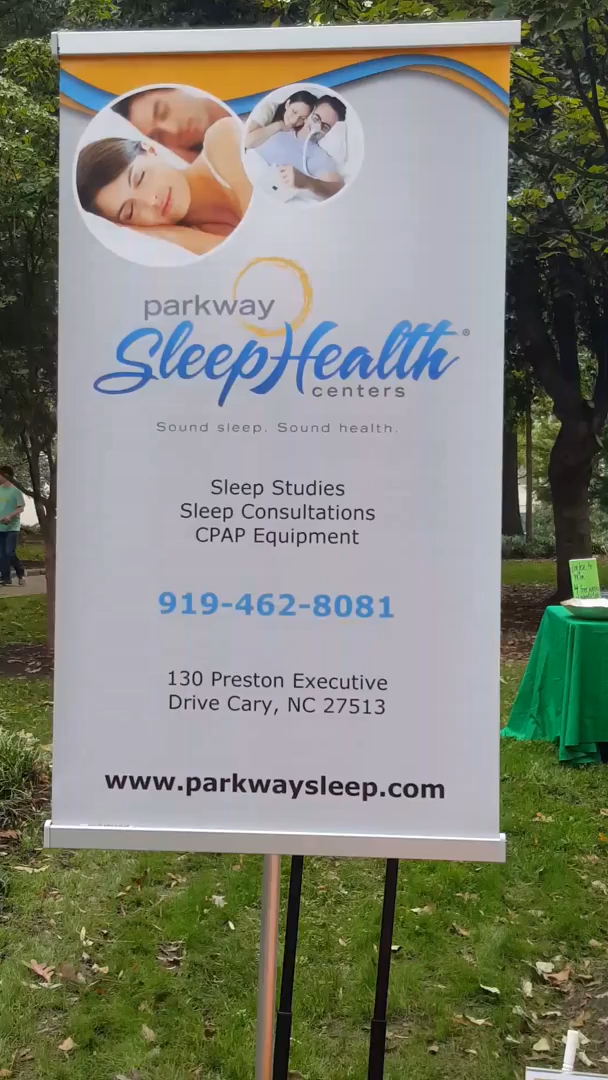 parkway
SleepHealth®
centers
Sound sleep. Sound health.
Sleep Studies
Sleep Consultations
CPAP Equipment
919-462-8081
130 Preston Executive
Drive Cary, NC 27513
www.parkwaysleep.com